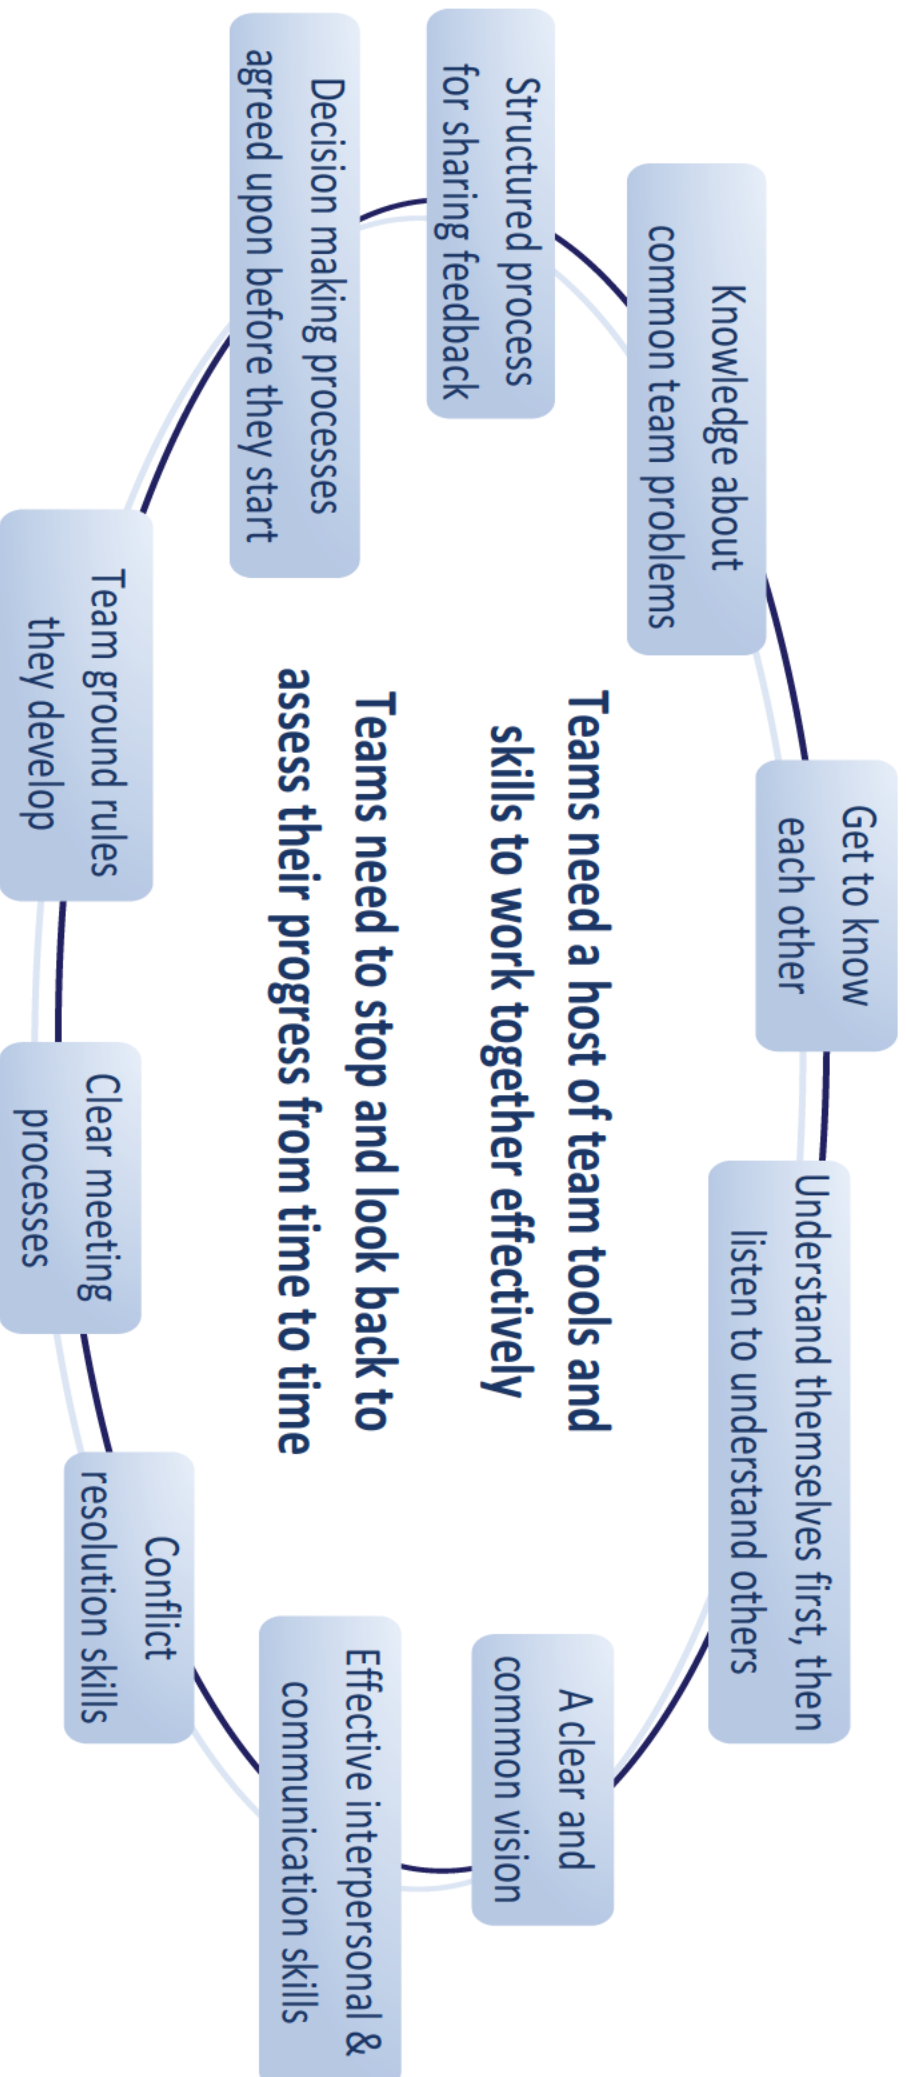 Get to know
each other
Understand themselves first, then
listen to understand others
A clear and
common vision
Effective interpersonal &
communication skills
Conflict
resolution skills
Clear meeting
processes
Team ground rules
they develop
Decision making processes
agreed upon before they start
Structured process
for sharing feedback
Knowledge about
common team problems
Teams need a host of team tools and
skills to work together effectively
Teams need to stop and look back to
assess their progress from time to time